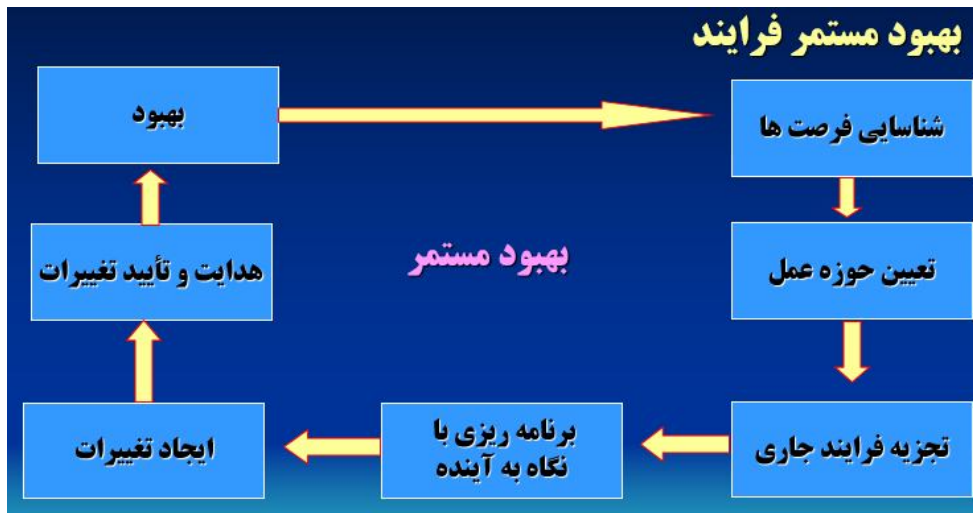 بهبود مستمر فرایند
شناسایی فرصت ها
تعیین حوزه عمل
تجزیه فرایند جاری
برنامه ریزی با
نگاه به آینده
ایجاد تغییرات
هدایت و تأیید تغییرات
بهبود
بهبود مستمر